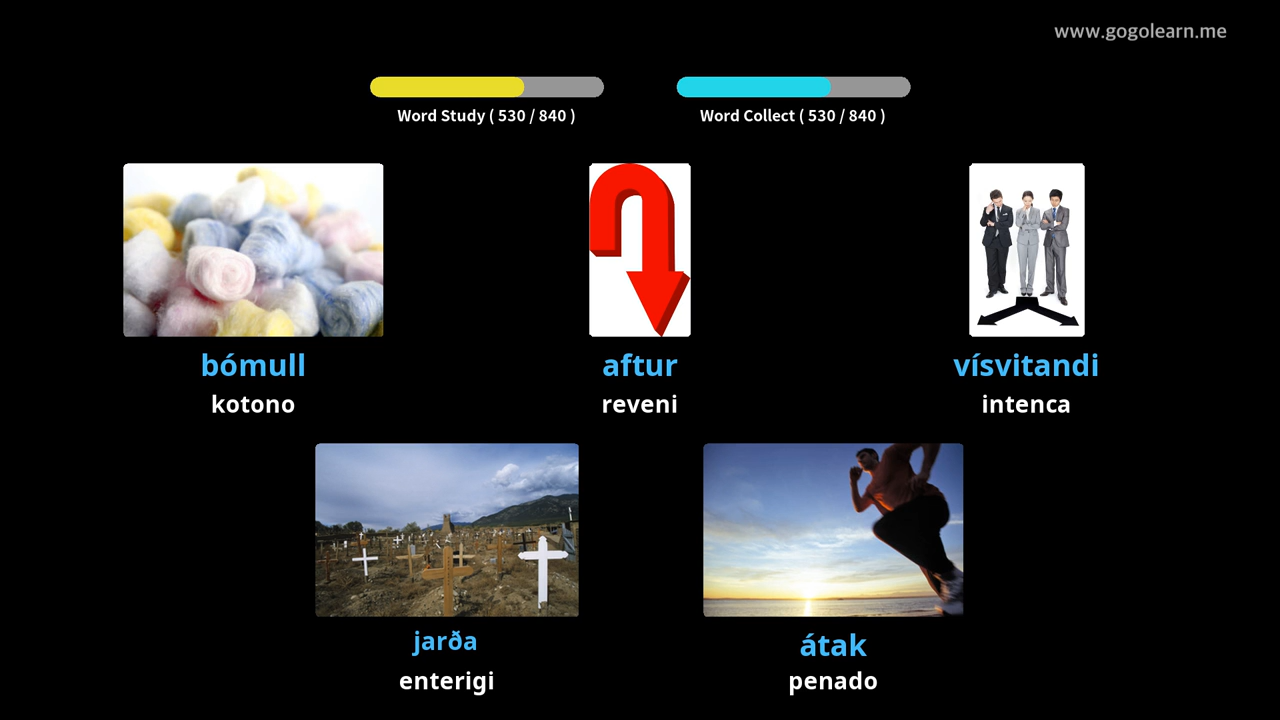 www.gogolearn.me
Word Study ( 530 / 840 )
Word Collect ( 530 / 840 )
bómull
aftur
vísvitandi
kotono
reveni
intenca
jarða
átak
enterigi
penado